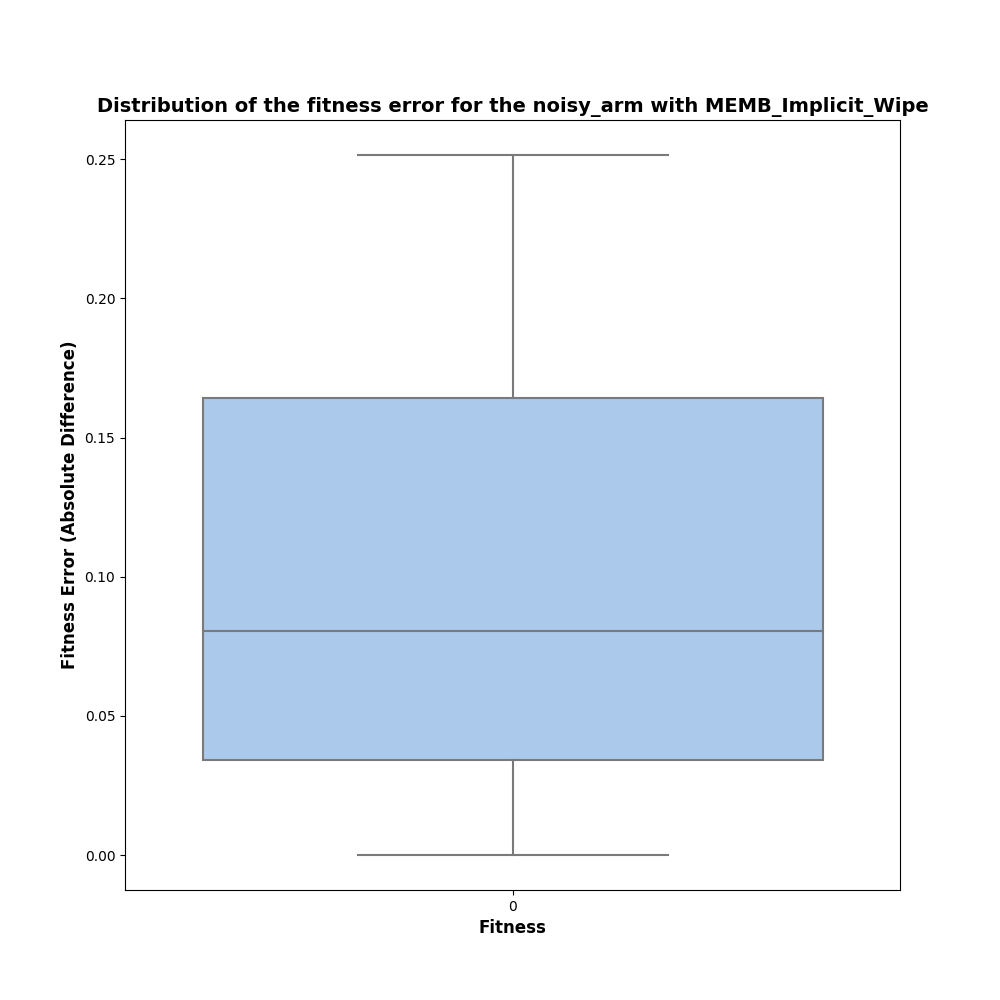 Distribution of the fitness error for the noisy_arm with MEMB_Implicit_Wipe
Fitness Error (Absolute Difference)
0.25
0.20
0.15
0.10
0.05
0.00
0
Fitness